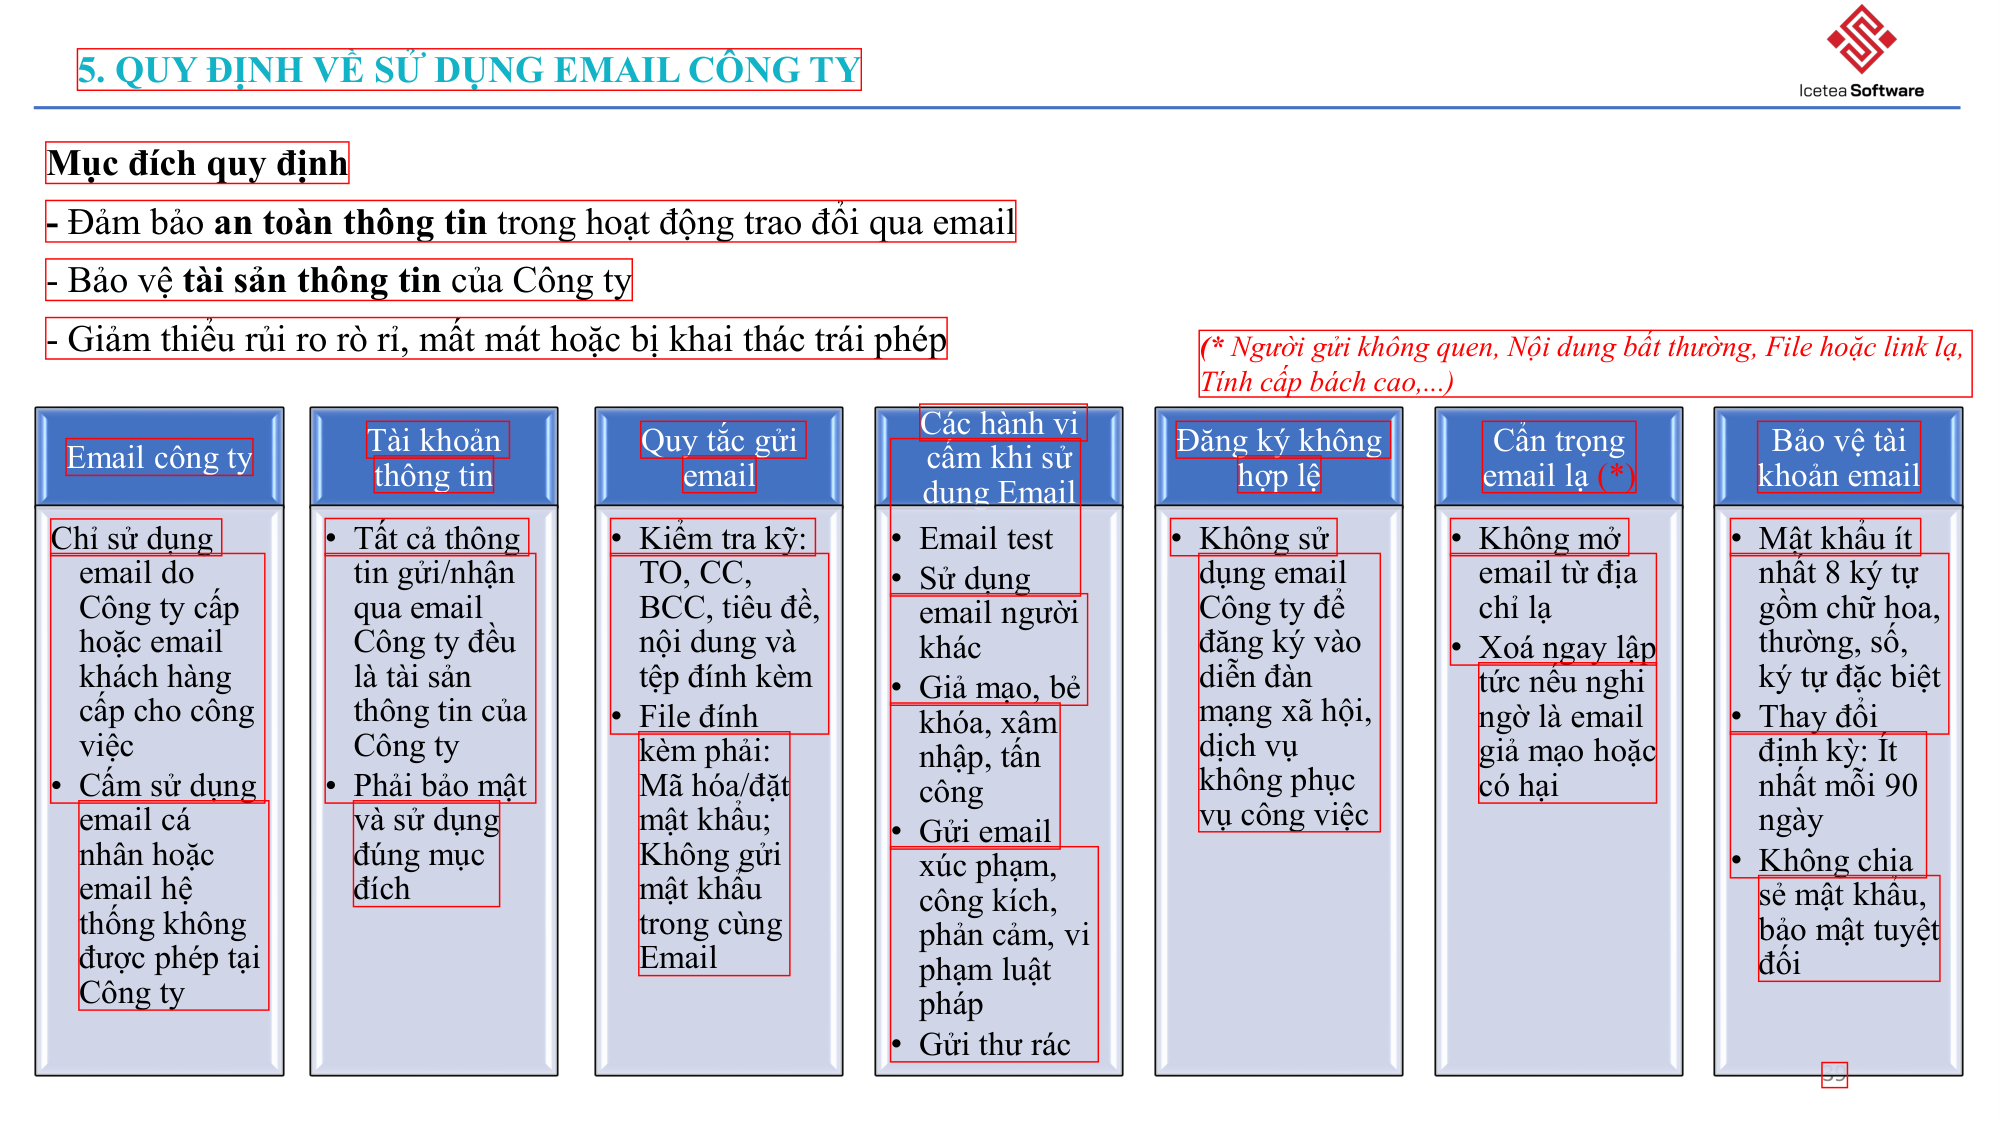 5. QUY ĐỊNH VỀ SỬ DỤNG EMAIL CÔNG TY
Icetea Software
Mục đích quy định
- Đảm bảo an toàn thông tin trong hoạt động trao đổi qua email
- Bảo vệ tài sản thông tin của Công ty
- Giảm thiểu rủi ro rò rỉ, mất mát hoặc bị khai thác trái phép
(* Người gửi không quen, Nội dung bất thường, File hoặc link lạ,
Tính cấp bách cao,...)
Email công ty
Chỉ sử dụng
email do
Công ty cấp
hoặc email
khách hàng
cấp cho công
việc
• Cấm sử dụng
email cá
nhân hoặc
email hệ
thống không
được phép tại
Công ty
Tài khoản
thông tin
• Tất cả thông
tin gửi/nhận
qua email
Công ty đều
là tài sản
thông tin của
Công ty
• Phải bảo mật
và sử dụng
đúng mục
đích
Quy tắc gửi
email
• Kiểm tra kỹ:
TO, CC,
BCC, tiêu đề,
nội dung và
tệp đính kèm
• File đính
kèm phải:
Mã hóa/đặt
mật khẩu;
Không gửi
mật khẩu
trong cùng
Email
Các hành vi
cấm khi sử
dụng Email
• Email test
• Sử dụng
email người
khác
• Giả mạo, bẻ
khóa, xâm
nhập, tấn
công
• Gửi email
xúc phạm,
công kích,
phản cảm, vi
phạm luật
pháp
• Gửi thư rác
Đăng ký không
hợp lệ
• Không sử
dụng email
Công ty để
đăng ký vào
diễn đàn
mạng xã hội,
dịch vụ
không phục
vụ công việc
Cẩn trọng
email lạ (*)
• Không mở
email từ địa
chỉ lạ
• Xoá ngay lập
tức nếu nghi
ngờ là email
giả mạo hoặc
có hại
Bảo vệ tài
khoản email
• Mật khẩu ít
nhất 8 ký tự
gồm chữ hoa,
thường, số,
ký tự đặc biệt
• Thay đổi
định kỳ: Ít
nhất mỗi 90
ngày
• Không chia
sẻ mật khẩu,
bảo mật tuyệt
đối
39